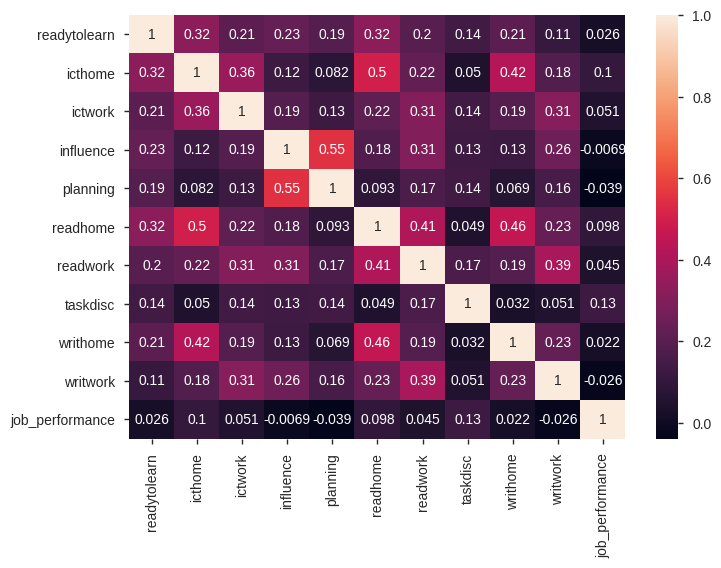 readytolearn 1 0.32 0.21 0.23 0.19 0.32 0.2 0.14 0.21 0.11 0.026
icthome 0.32 1 0.36 0.12 0.082 0.5 0.22 0.05 0.42 0.18 0.1
ictwork 0.21 0.36 1 0.19 0.13 0.22 0.31 0.14 0.19 0.31 0.051
influence 0.23 0.12 0.19 1 0.55 0.18 0.31 0.13 0.13 0.26 -0.0069
planning 0.19 0.082 0.13 0.55 1 0.093 0.17 0.14 0.069 0.16 -0.039
readhome 0.32 0.5 0.22 0.18 0.093 1 0.41 0.049 0.46 0.23 0.098
readwork 0.2 0.22 0.31 0.31 0.17 0.41 1 0.17 0.19 0.39 0.045
taskdisc 0.14 0.05 0.14 0.13 0.14 0.049 0.17 1 0.032 0.051 0.13
writhome 0.21 0.42 0.19 0.13 0.069 0.46 0.19 0.032 1 0.23 0.022
writwork 0.11 0.18 0.31 0.26 0.16 0.23 0.39 0.051 0.23 1 -0.026
job_performance 0.026 0.1 0.051 -0.0069 -0.039 0.098 0.045 0.13 0.022 -0.026 1
readytolearn icthome ictwork influence planning readhome readwork taskdisc writhome writwork job_performance
1.0
0.8
0.6
0.4
0.2
0.0